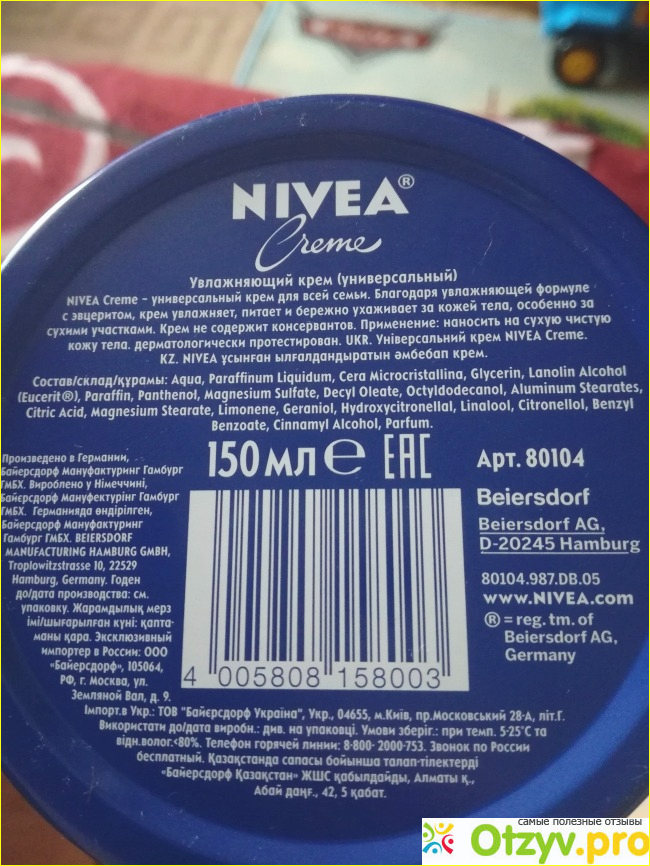 NIVEA®
Creme
Увлажняющий крем (универсальный)
NIVEA Creme – универсальный крем для всей семьи. Благодаря увлажняющей формуле
с эвцеритом, крем увлажняет, питает и бережно ухаживает за кожей тела, особенно за
сухими участками. Крем не содержит консервантов. Применение: наносить на сухую чистую
кожу тела. дерматологически протестирован. UKR. Універсальний крем NIVEA Creme.
KZ. NIVEA ұсынған ылғалдандыратын әмбебап крем.
Состав/склад/құрамы: Aqua, Paraffinum Liquidum, Cera Microcristallina, Glycerin, Lanolin Alcohol
(Eucerit®), Paraffin, Panthenol, Magnesium Sulfate, Decyl Oleate, Octyldodecanol, Aluminum Stearates,
Citric Acid, Magnesium Stearate, Limonene, Geraniol, Hydroxycitronellal, Linalool, Citronellol, Benzyl
Benzoate, Cinnamyl Alcohol, Parfum.
150 мл ℮ EAC
Арт. 80104
Произведено в Германии,
Байерсдорф Мануфактуринг Гамбург
ГМБХ. Вироблено у Німеччині,
Байєрсдорф Мануфектурінг Гамбург
ГМБХ. Германияда өндірілген,
Байерсдорф Мануфактуринг
Гамбург ГМБХ. BEIERSDORF
MANUFACTURING HAMBURG GMBH,
Troplowitzstrasse 10, 22529
Hamburg, Germany. Годен
до/дата производства: см.
упаковку. Жарамдылық мерз
імі/шығарылған күні: қапта-
маны қара. Эксклюзивный
импортер в России: ООО
«Байерсдорф», 105064,
РФ, г. Москва, ул.
Земляной Вал, д. 9.
4 005808 158003
Beiersdorf
Beiersdorf AG,
D-20245 Hamburg
80104.987.DB.05
www.NIVEA.com
® = reg. tm. of
Beiersdorf AG,
Germany
Імпорт.в Укр.: ТОВ "Байєрсдорф Україна", Укр., 04655, м.Київ, пр.Московський 28-А, літ.Г.
Використати до/дата виробн.: див. на упаковці. Умови зберіг.: при темп. 5-25°C та
відн.волог.<80%. Телефон горячей линии: 8-800- 2000-753. Звонок по России
бесплатный. Қазақстанда сапасы бойынша талап-тілектерді
«Байерсдорф Қазақстан» ЖШС қабылдайды, Алматы қ.,
Абай даңғ., 42, 5 қабат.
самые полезные отзывы
Otzyv.pro